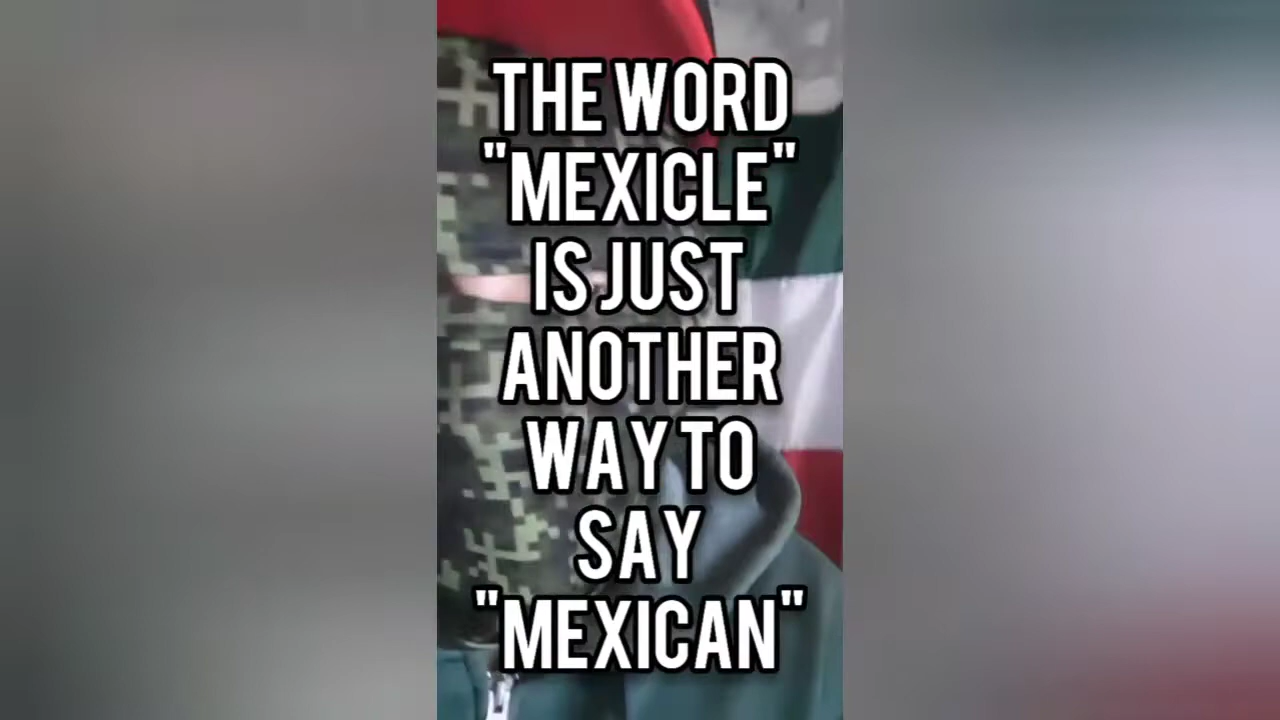 THE WORD
"MEXICLE"
IS JUST
ANOTHER
WAY TO
SAY
"MEXICAN"